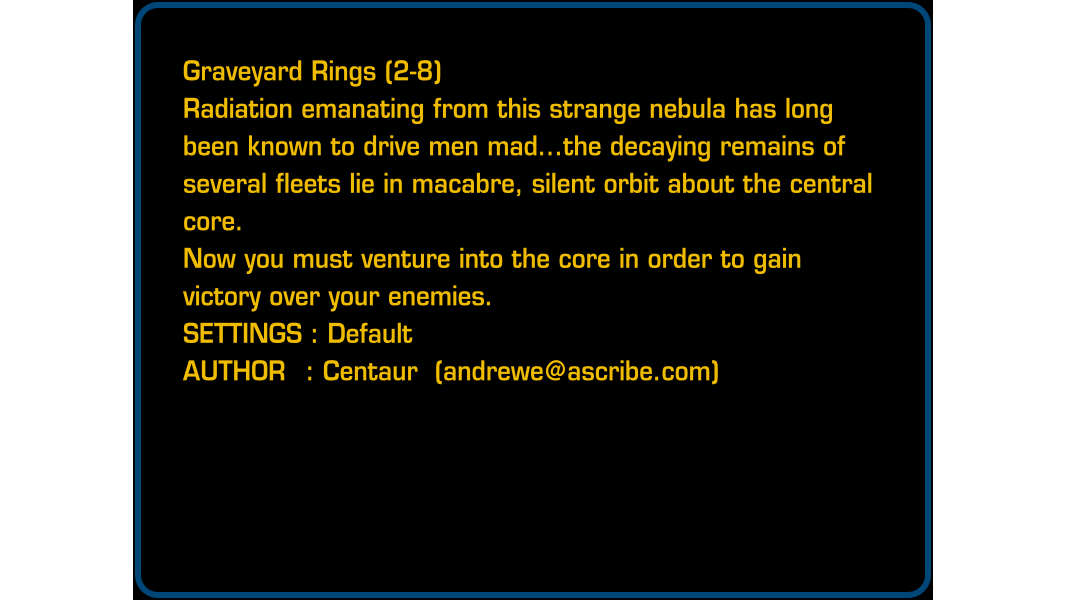 Graveyard Rings (2-8)
Radiation emanating from this strange nebula has long
been known to drive men mad...the decaying remains of
several fleets lie in macabre, silent orbit about the central
core.
Now you must venture into the core in order to gain
victory over your enemies.
SETTINGS : Default
AUTHOR  : Centaur  (andrewe@ascribe.com)